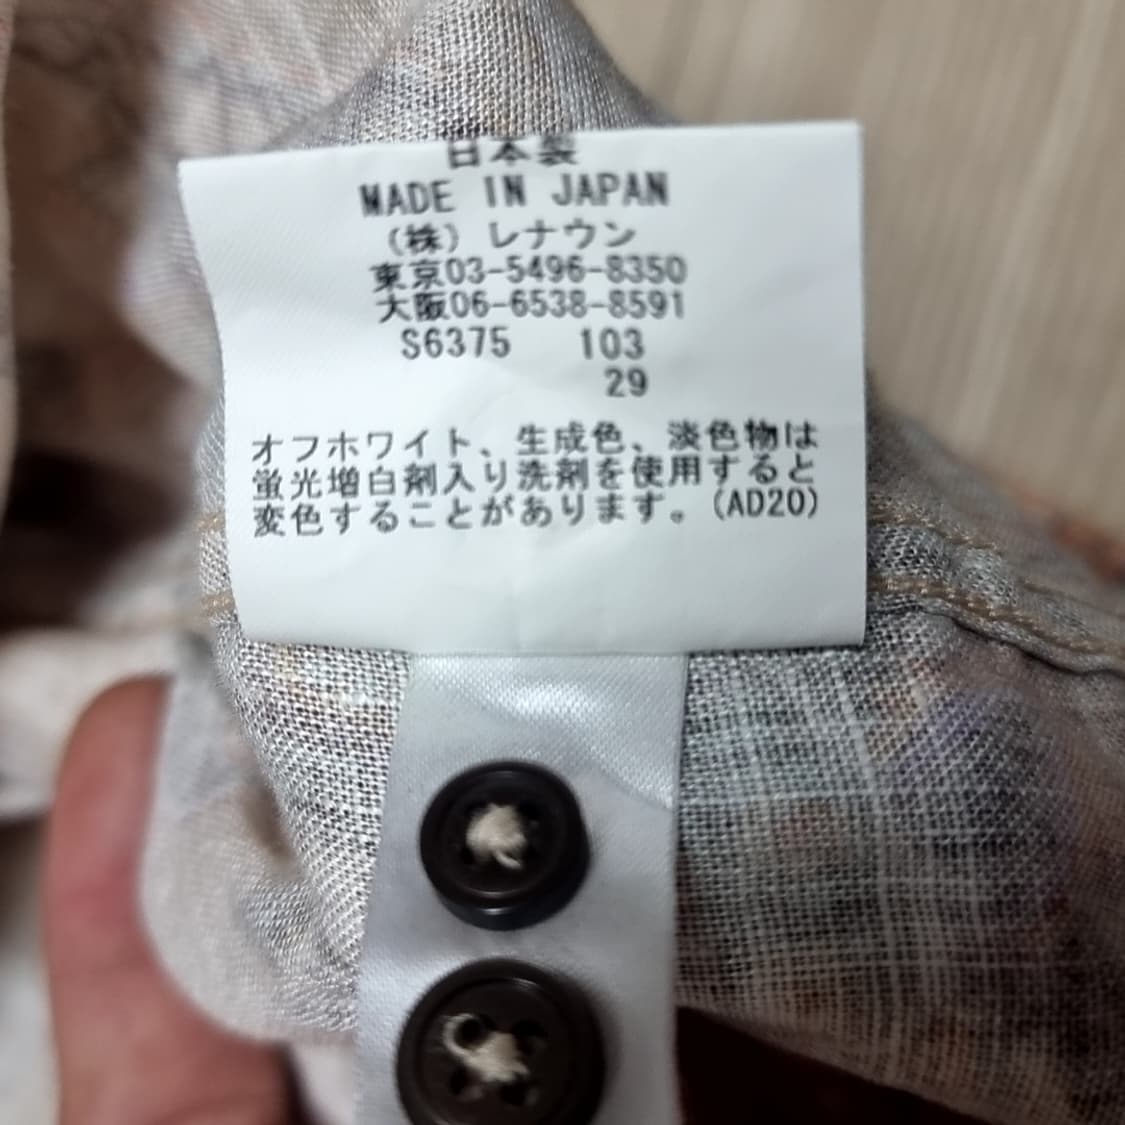 日本製
MADE IN JAPAN
(株) レナウン
東京03-5496-8350
大阪06-6538-8591
S6375 103
29
オフホワイト、生成色、淡色物は
蛍光増白剤入り洗剤を使用すると
変色することがあります。(AD20)